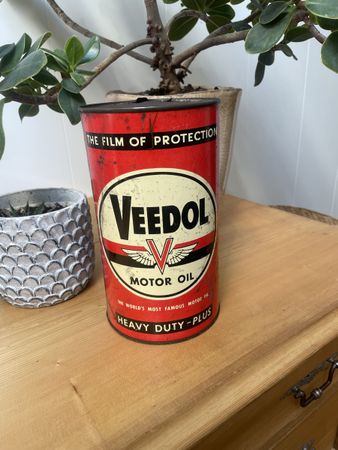 THE FILM OF PROTECTION
VEEDOL
V
MOTOR OIL
THE WORLD'S MOST FAMOUS MOTOR OIL
HEAVY DUTY-PLUS